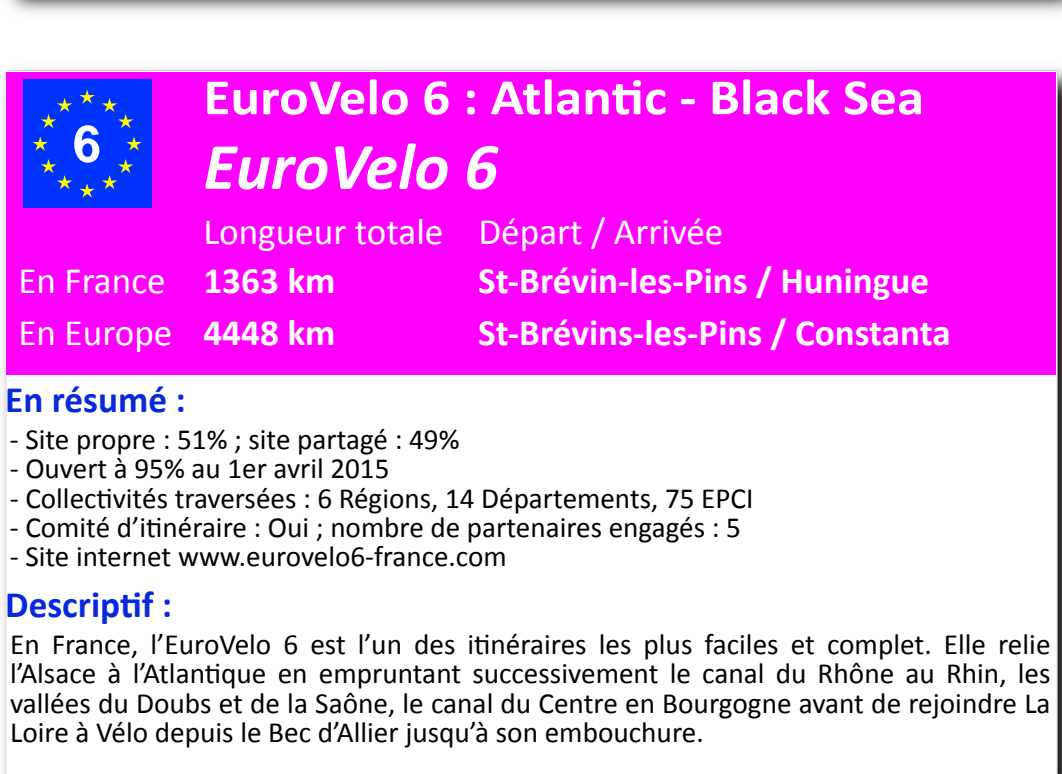 6
EuroVelo 6 : Atlantic - Black Sea
EuroVelo 6
Longueur totale Départ / Arrivée
En France 1363 km St-Brévin-les-Pins / Huningue
En Europe 4448 km St-Brévins-les-Pins / Constanta
En résumé :
- Site propre : 51% ; site partagé : 49%
- Ouvert à 95% au 1er avril 2015
- Collectivités traversées : 6 Régions, 14 Départements, 75 EPCI
- Comité d’itinéraire : Oui ; nombre de partenaires engagés : 5
- Site internet www.eurovelo6-france.com
Descriptif :
En France, l’EuroVelo 6 est l’un des itinéraires les plus faciles et complet. Elle relie
l’Alsace à l’Atlantique en empruntant successivement le canal du Rhône au Rhin, les
vallées du Doubs et de la Saône, le canal du Centre en Bourgogne avant de rejoindre La
Loire à Vélo depuis le Bec d’Allier jusqu’à son embouchure.